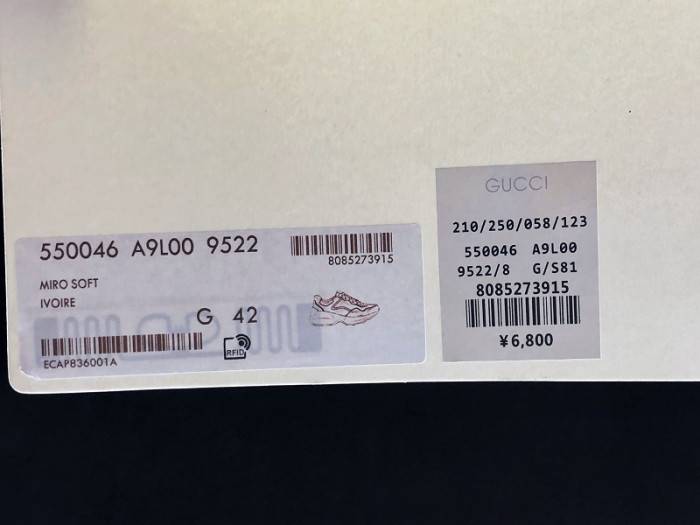 550046 A9L00 9522
8085273915
MIRO SOFT
IVOIRE
G 42
RFID
ECAP836001A
GUCCI
210/250/058/123
550046 A9L00
9522/8 G/S81
8085273915
¥6,800